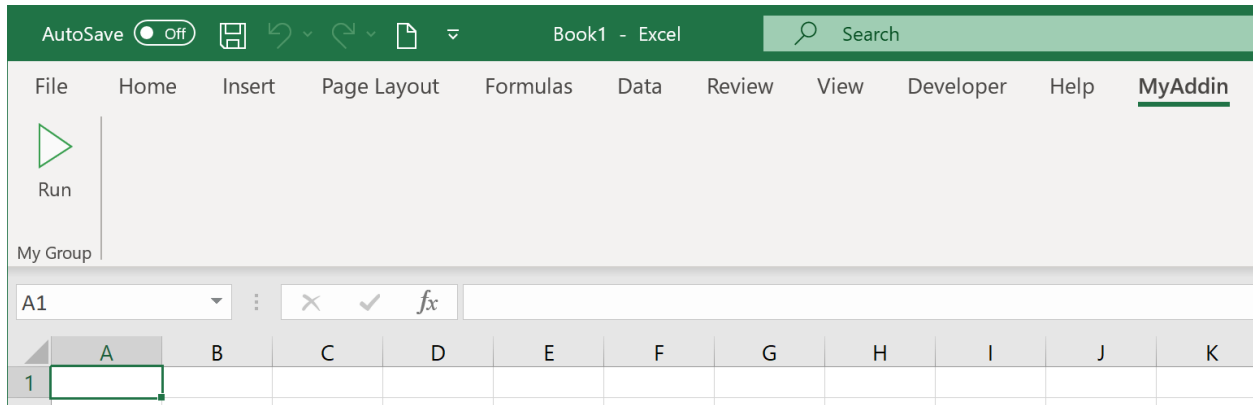 AutoSave Off Book1 - Excel Search
File Home Insert Page Layout Formulas Data Review View Developer Help MyAddin
Run
My Group
A1 fx
A B C D E F G H I J K
1